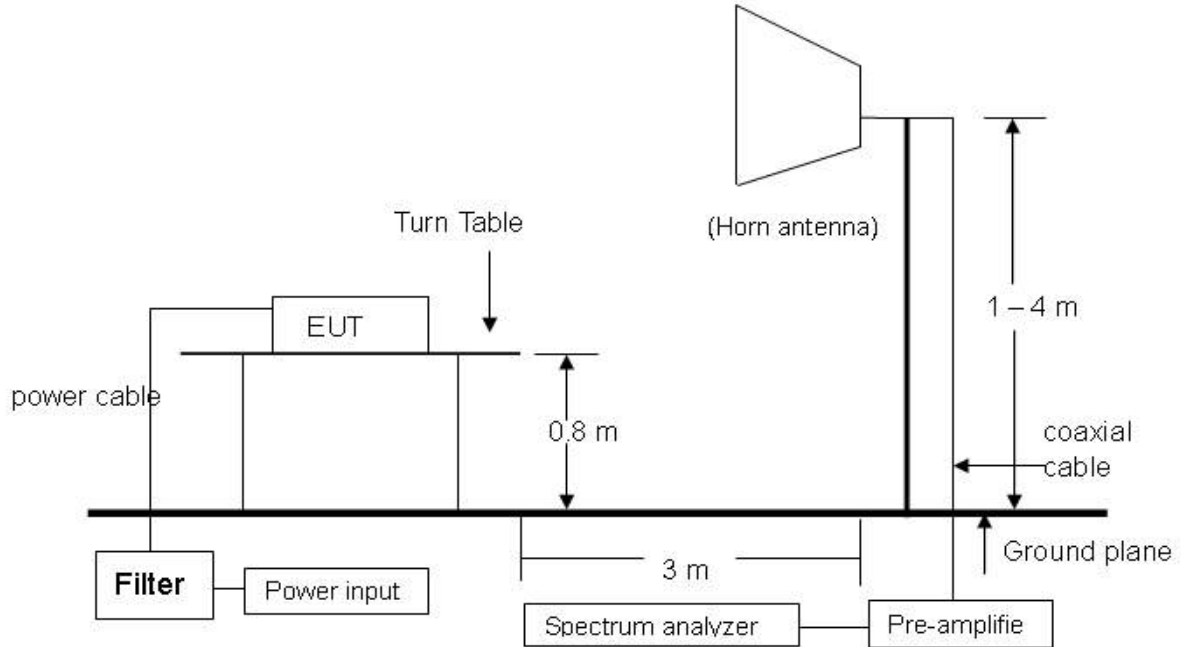 (Horn antenna)
Turn Table
1 – 4 m
EUT
power cable
0.8 m
coaxial
cable
Ground plane
3 m
Filter
Power input
Spectrum analyzer
Pre-amplifie